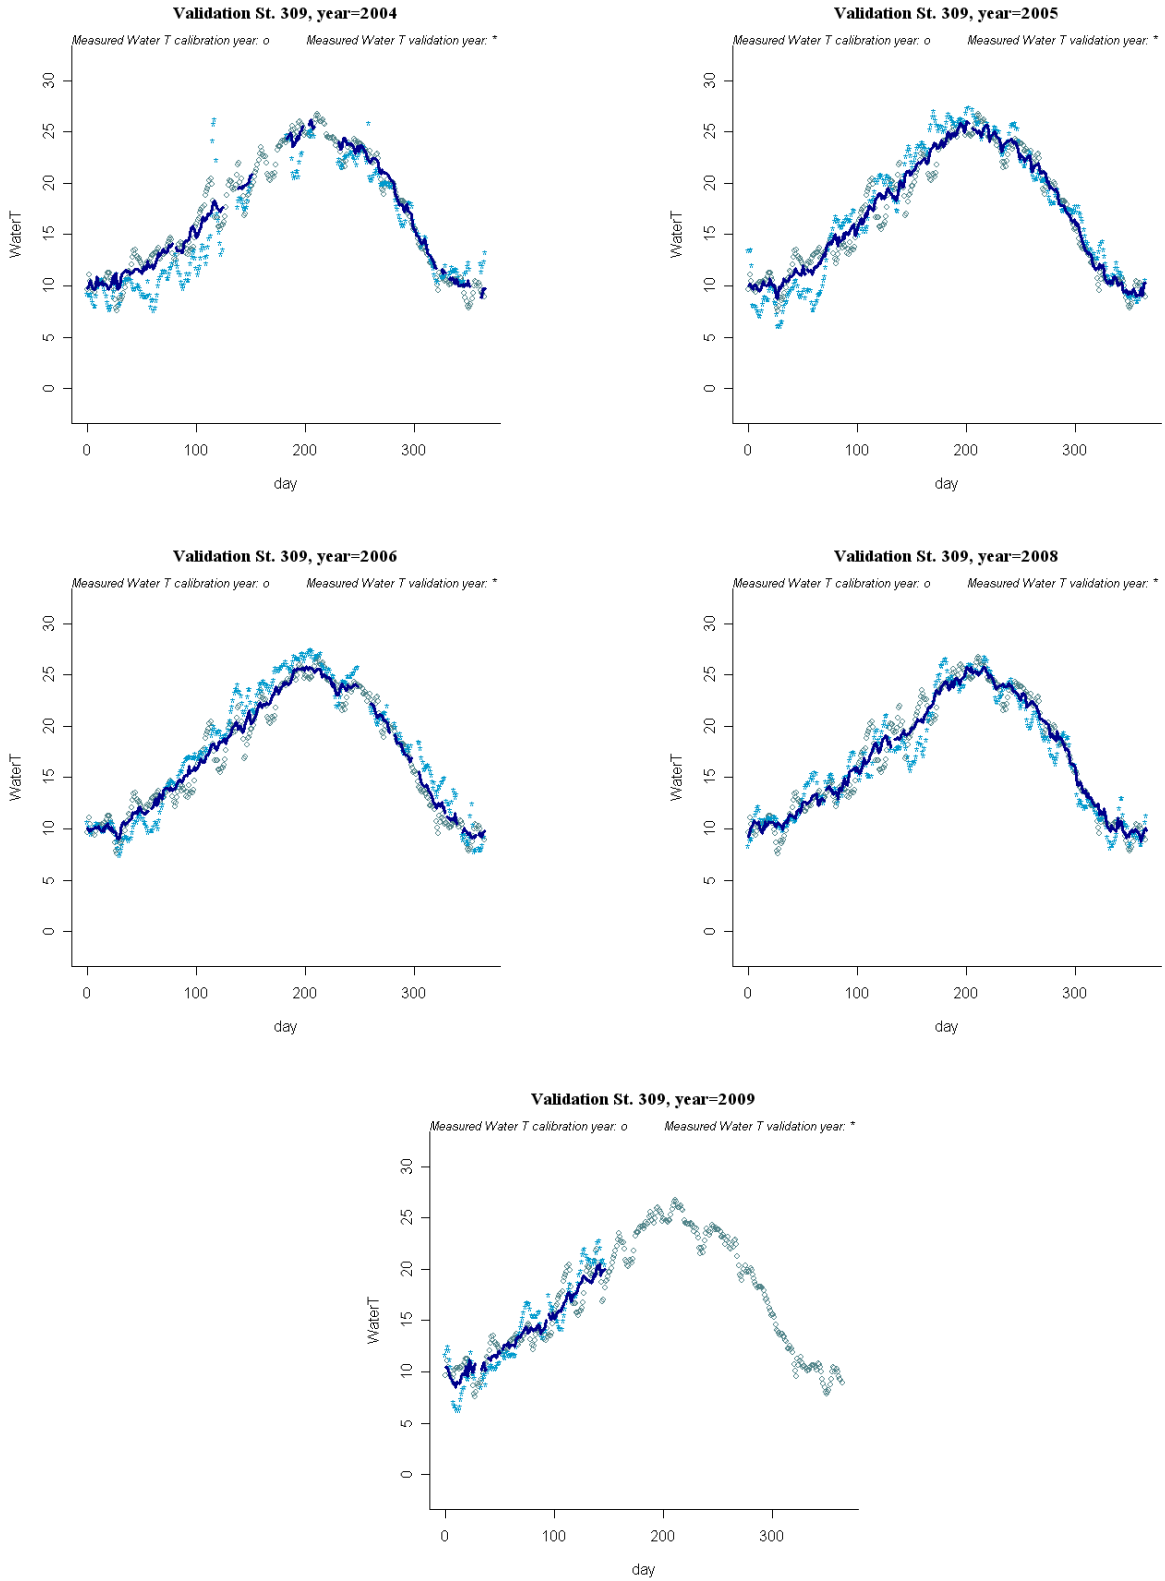 Validation St. 309, year=2004
Measured Water T calibration year: o Measured Water T validation year: *
WaterT
30
25
20
15
10
5
0
0 100 200 300
day
Validation St. 309, year=2005
Measured Water T calibration year: o Measured Water T validation year: *
WaterT
30
25
20
15
10
5
0
0 100 200 300
day
Validation St. 309, year=2006
Measured Water T calibration year: o Measured Water T validation year: *
WaterT
30
25
20
15
10
5
0
0 100 200 300
day
Validation St. 309, year=2008
Measured Water T calibration year: o Measured Water T validation year: *
WaterT
30
25
20
15
10
5
0
0 100 200 300
day
Validation St. 309, year=2009
Measured Water T calibration year: o Measured Water T validation year: *
WaterT
30
25
20
15
10
5
0
0 100 200 300
day